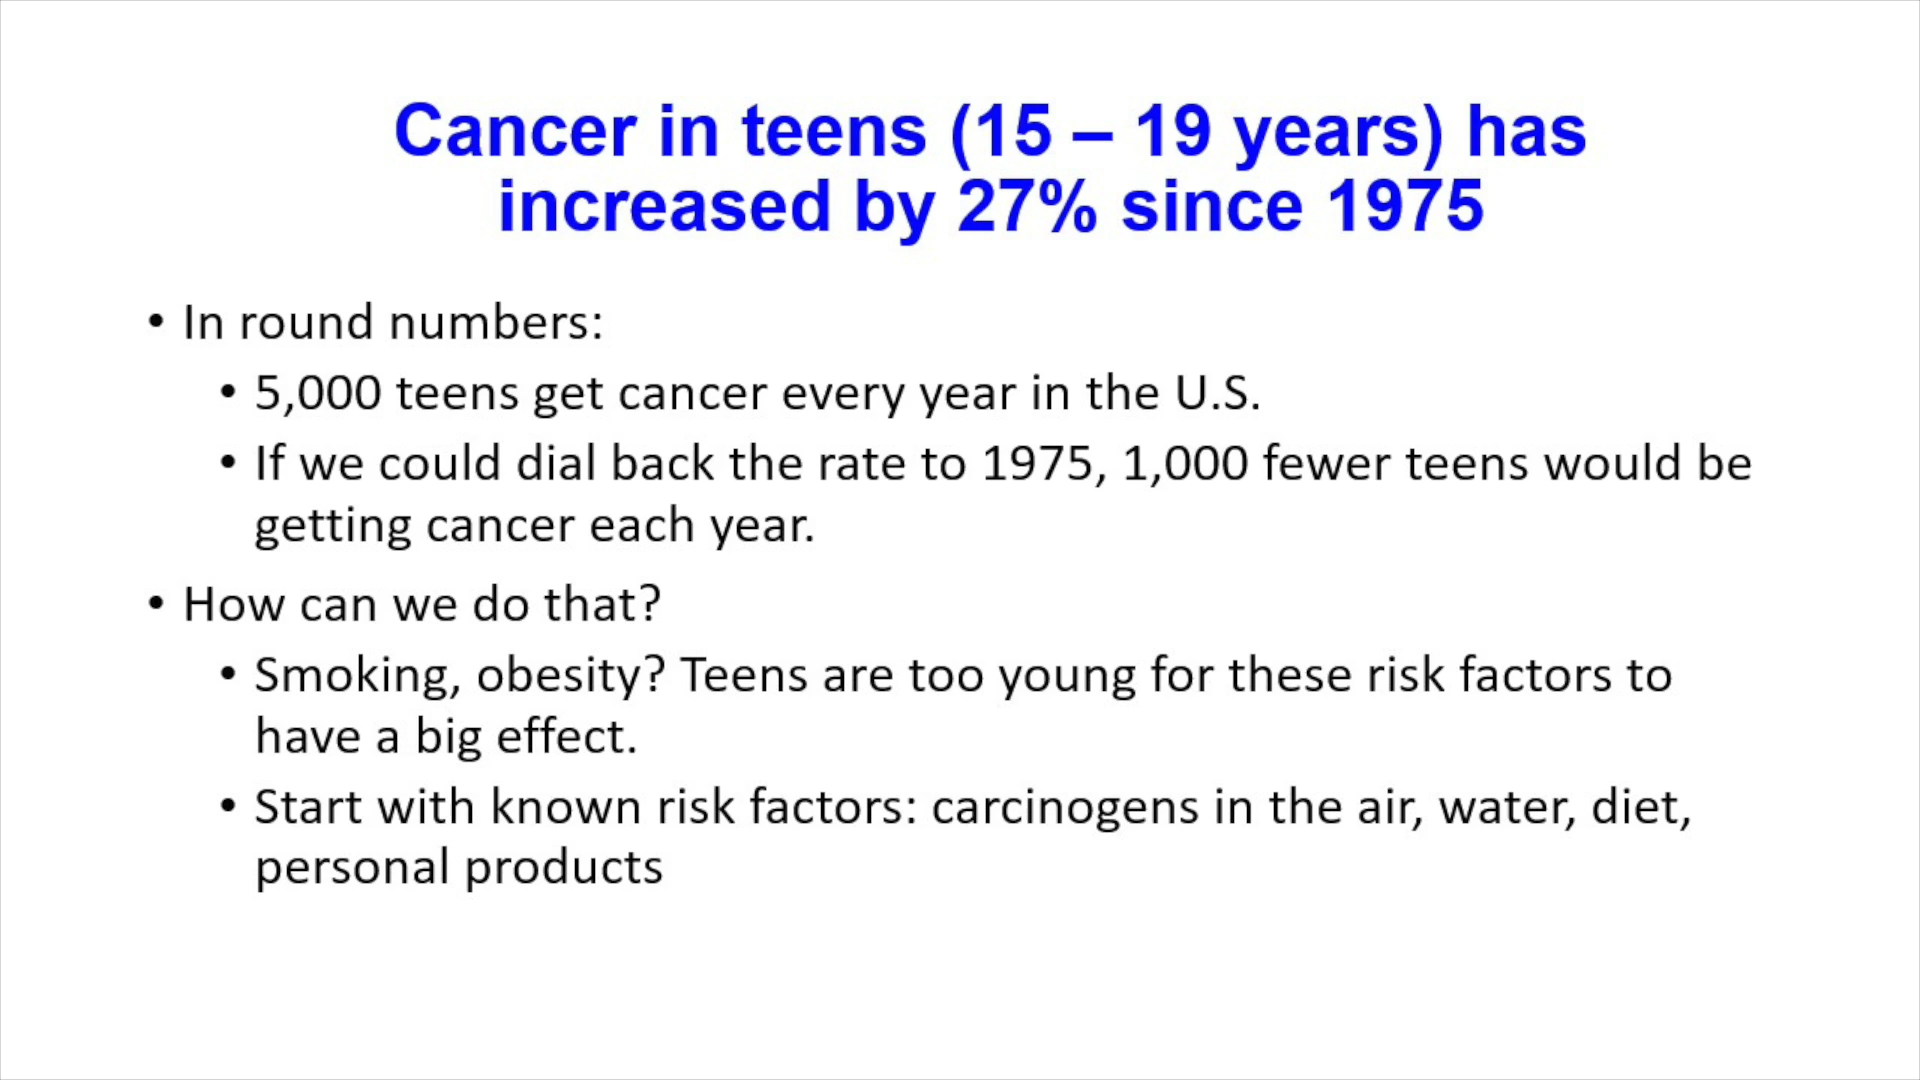 Cancer in teens (15 – 19 years) has
increased by 27% since 1975
• In round numbers:
• 5,000 teens get cancer every year in the U.S.
• If we could dial back the rate to 1975, 1,000 fewer teens would be
getting cancer each year.
• How can we do that?
• Smoking, obesity? Teens are too young for these risk factors to
have a big effect.
• Start with known risk factors: carcinogens in the air, water, diet,
personal products